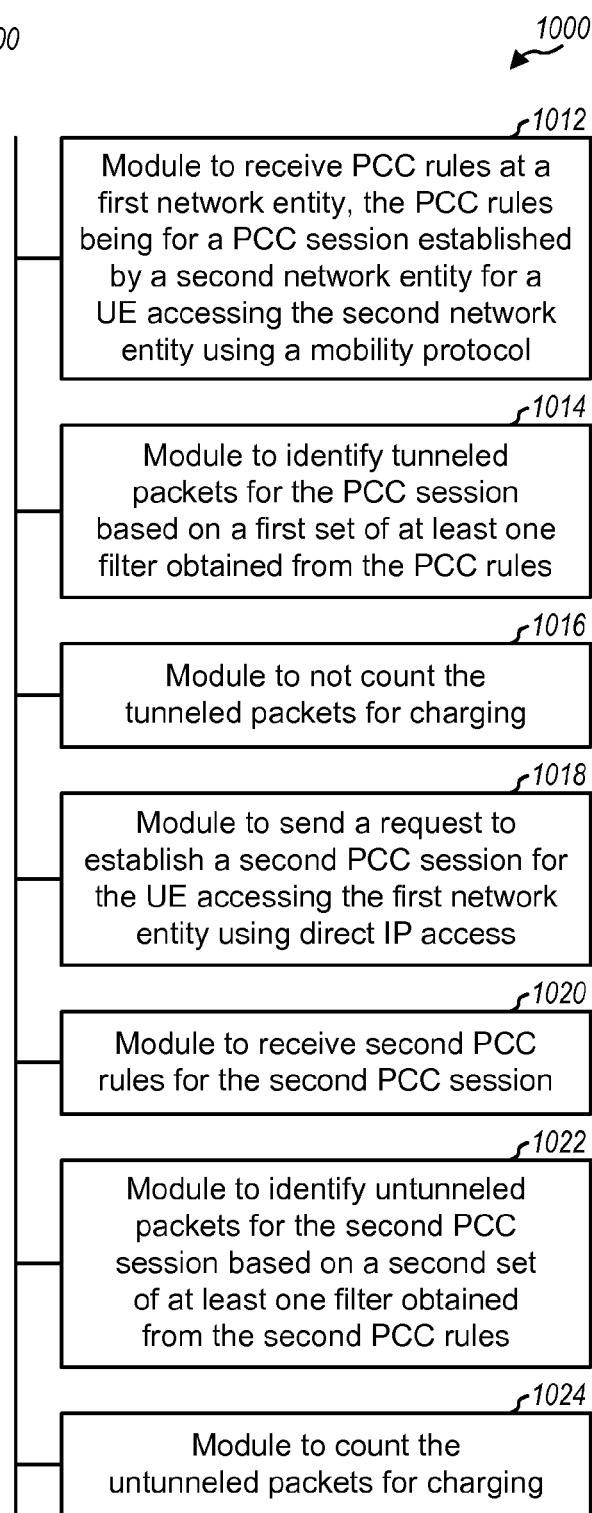 00
1000
1012
Module to receive PCC rules at a
first network entity, the PCC rules
being for a PCC session established
by a second network entity for a
UE accessing the second network
entity using a mobility protocol
1014
Module to identify tunneled
packets for the PCC session
based on a first set of at least one
filter obtained from the PCC rules
1016
Module to not count the
tunneled packets for charging
1018
Module to send a request to
establish a second PCC session for
the UE accessing the first network
entity using direct IP access
1020
Module to receive second PCC
rules for the second PCC session
1022
Module to identify untunneled
packets for the second PCC
session based on a second set
of at least one filter obtained
from the second PCC rules
1024
Module to count the
untunneled packets for charging